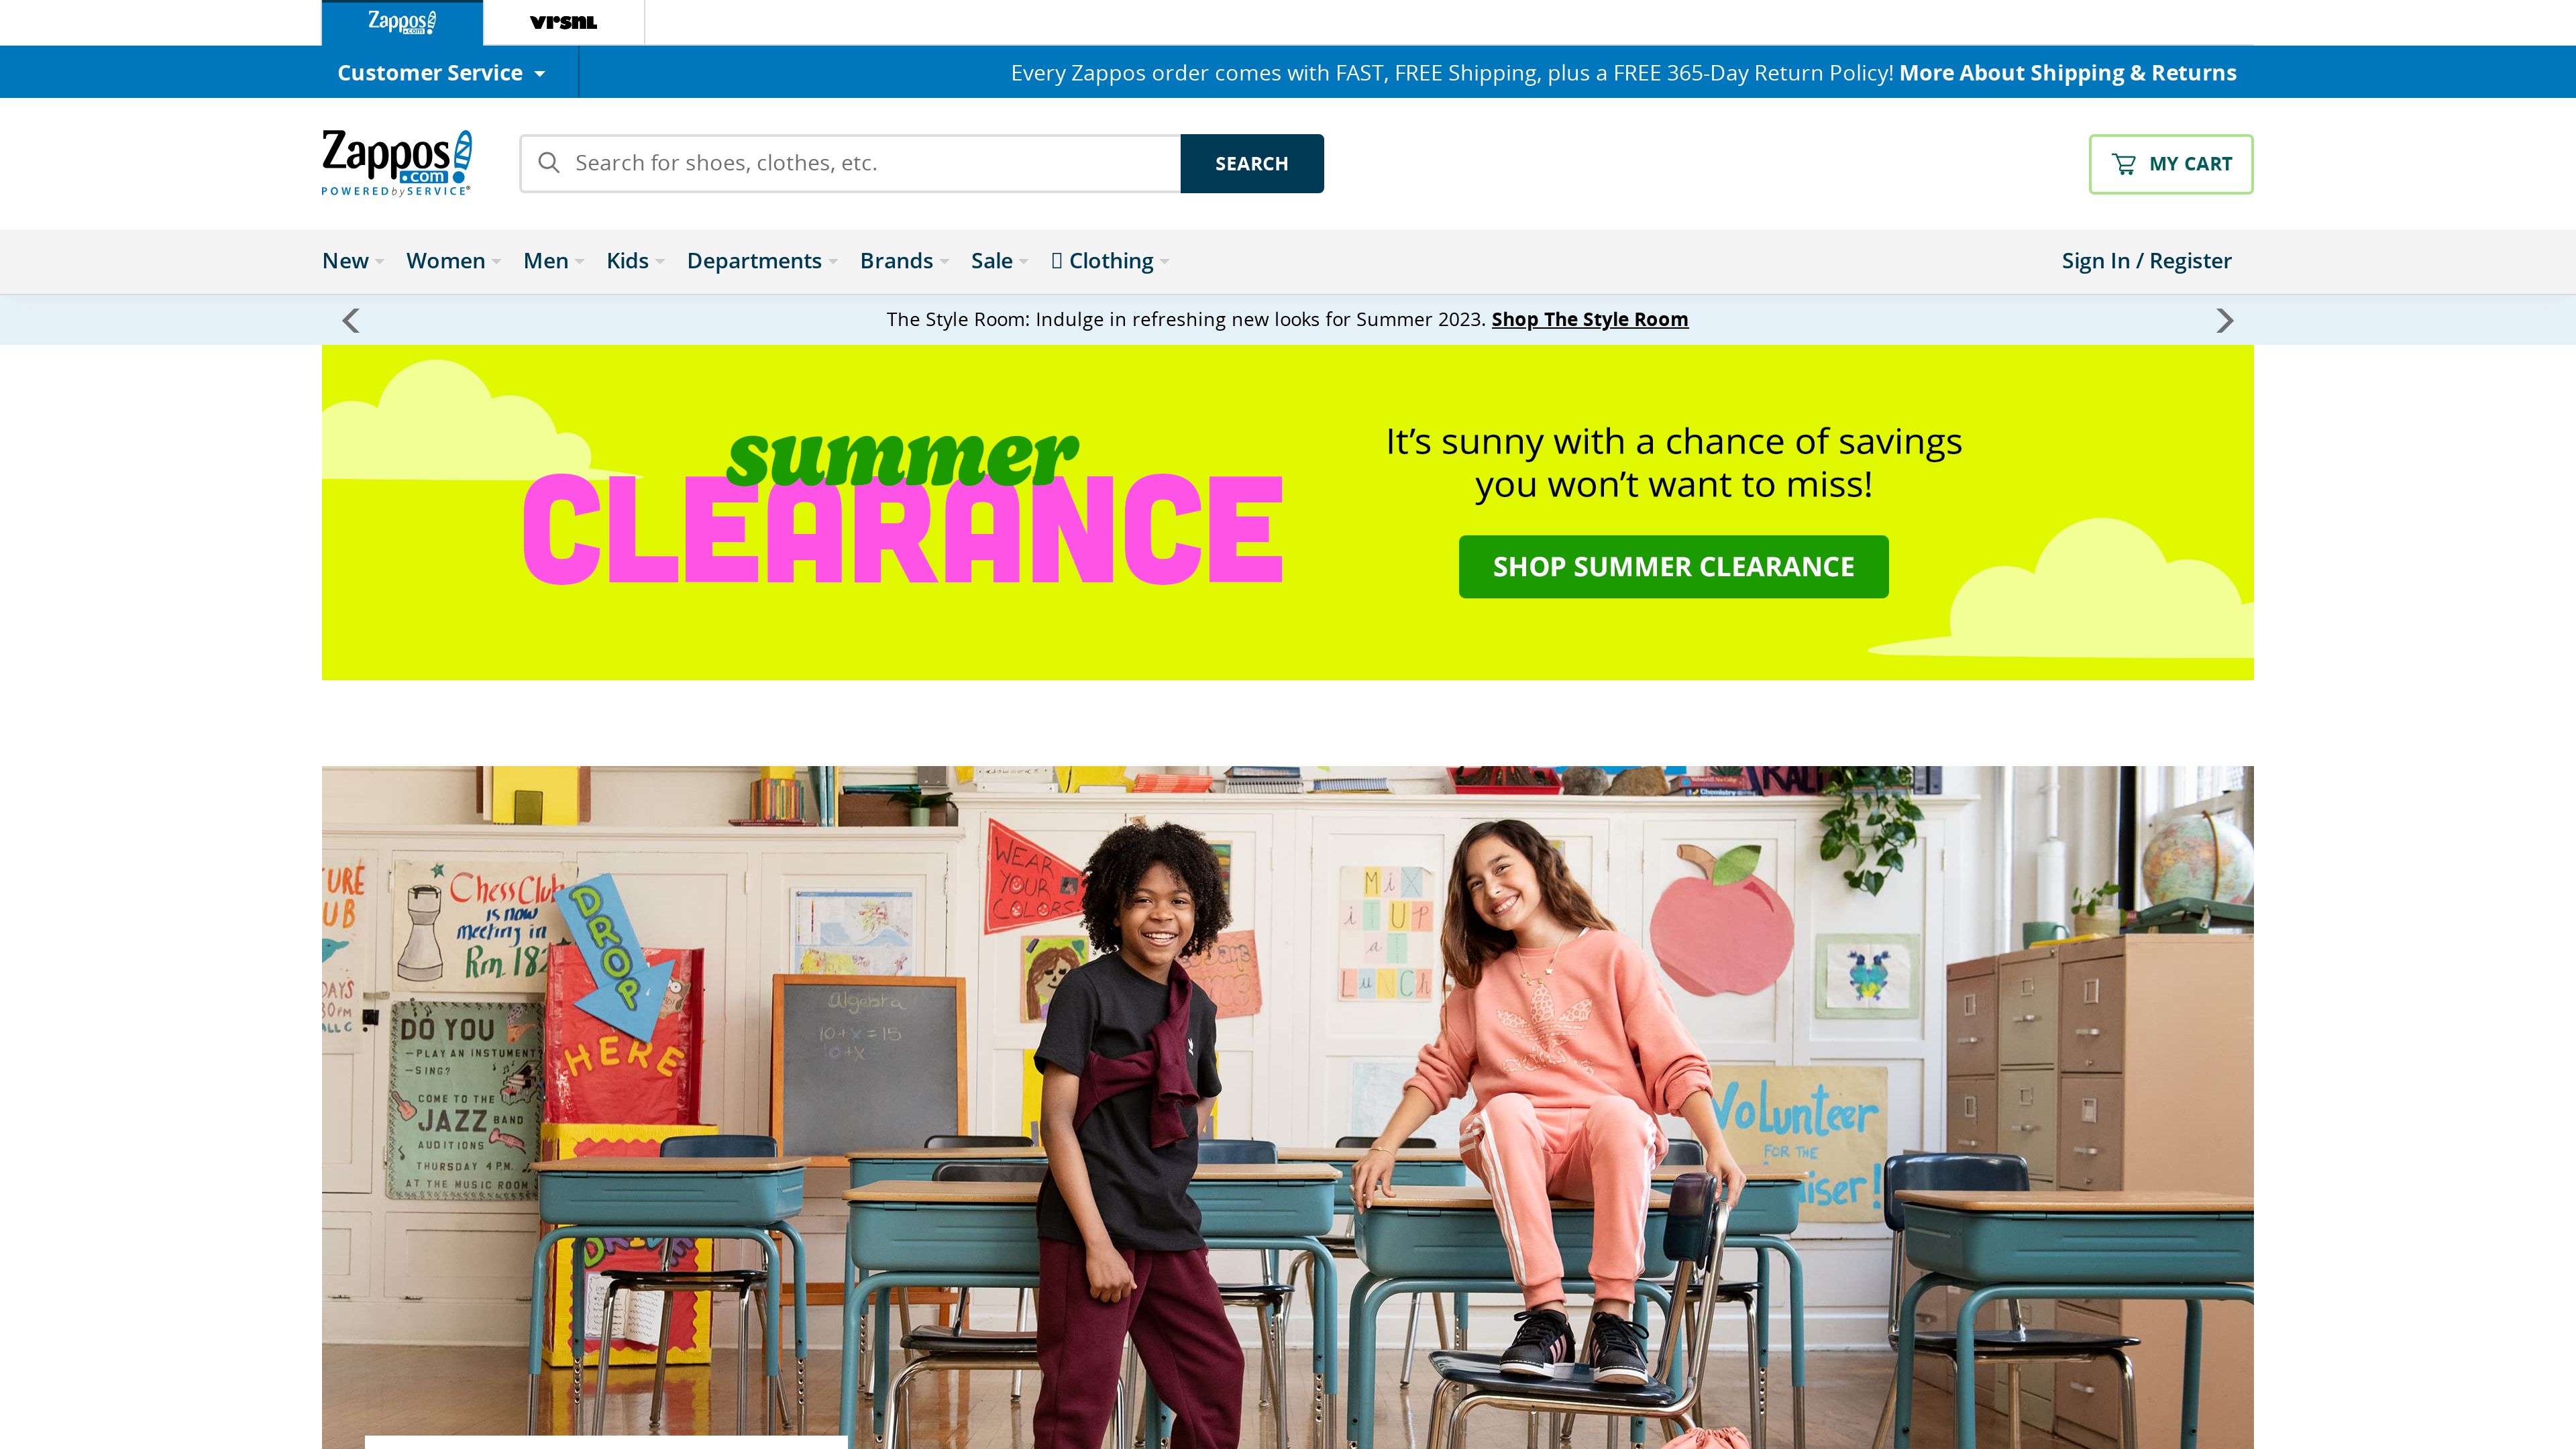 Zappos .com
vrsnl
Customer Service
Every Zappos order comes with FAST, FREE Shipping, plus a FREE 365-Day Return Policy! More About Shipping & Returns
Zappos .com
POWERED by SERVICE®
Search for shoes, clothes, etc.
SEARCH
MY CART
New
Women
Men
Kids
Departments
Brands
Sale
Clothing
Sign In / Register
The Style Room: Indulge in refreshing new looks for Summer 2023. Shop The Style Room
summer
CLEARANCE
It’s sunny with a chance of savings
you won’t want to miss!
SHOP SUMMER CLEARANCE
Chess Club
is now
meeting in
Rm. 182
DROP
HERE
DO YOU
— PLAY AN INSTUMENT
— SING?
COME TO THE
JAZZ BAND
AUDITIONS
THURSDAY 4 P.M.
AT THE MUSIC ROOM
algebra
10+x=15
WEAR
YOUR
COLORS!
MiX
iT UP
aT
LUNCh
Chemistry
Volunteer
FOR THE
DRIVE